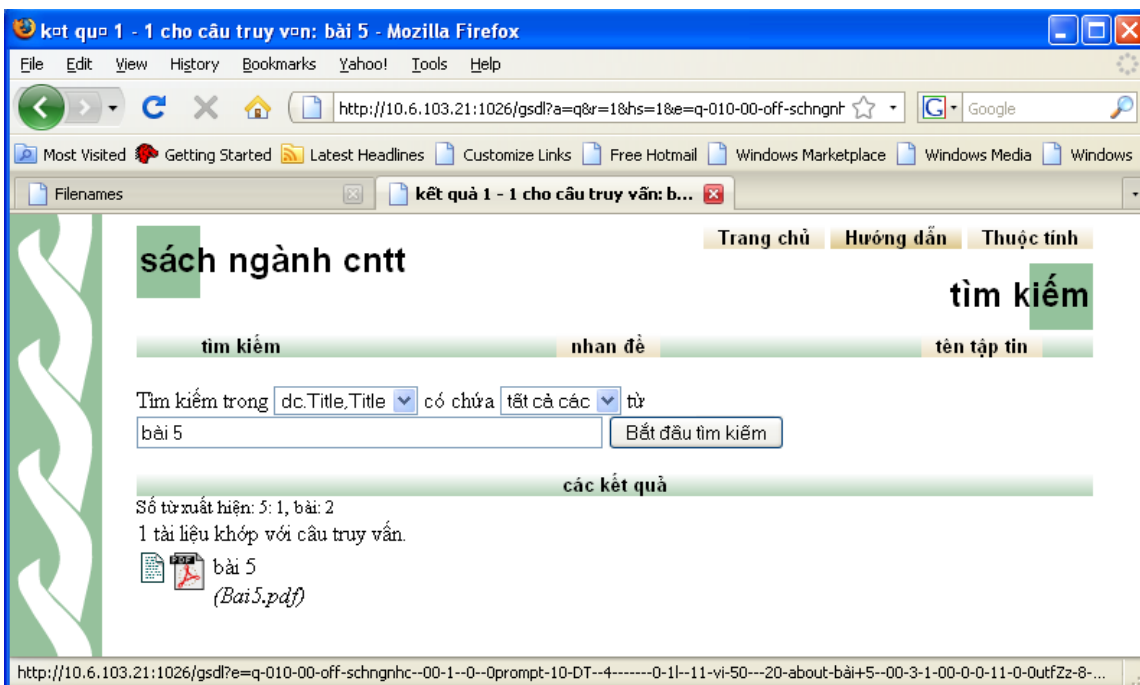 kết quả 1 - 1 cho câu truy vấn: bài 5 - Mozilla Firefox
File Edit View History Bookmarks Yahoo! Tools Help
http://10.6.103.21:1026/gsdl?a=q&r=1&hs=1&e=q-010-00-off-schngnh
Google
Most Visited Getting Started Latest Headlines Customize Links Free Hotmail Windows Marketplace Windows Media Windows
Filenames kết quả 1 - 1 cho câu truy vấn: b...
Trang chủ Hướng dẫn Thuộc tính
sách ngành cntt
tìm kiếm
tìm kiếm nhan đề tên tập tin
Tìm kiếm trong dc.Title,Title có chứa tất cả các từ
bài 5 Bắt đầu tìm kiếm
các kết quả
Số từ xuất hiện: 5: 1, bài: 2
1 tài liệu khớp với câu truy vấn.
PDF bài 5
(Bai5.pdf)
http://10.6.103.21:1026/gsdl?e=q-010-00-off-schngnhc--00-1--0--0prompt-10-DT--4-------0-1l--11-vi-50---20-about-bài+5--00-3-1-00-0-0-11-0-0utfZz-8-...